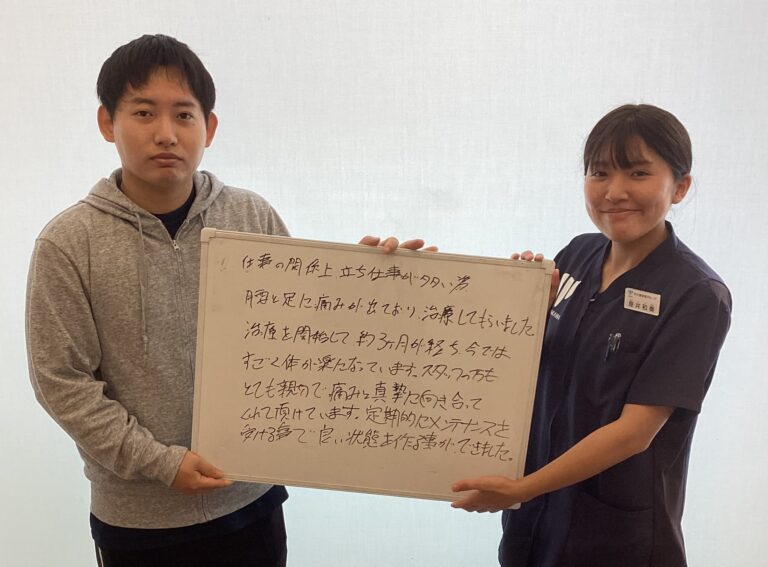 仕事の関係上 立ち仕事が多い為
腰と足に痛みが出ており、治療してもらいました
治療を開始して約3ヶ月が経ち、今では
すごく体が楽になっています。スタッフの方も
とても親切で痛みと真摯に向き合って
くれて頂けています。定期的にメンテナースを
受ける事で良い状態を作る事ができました。